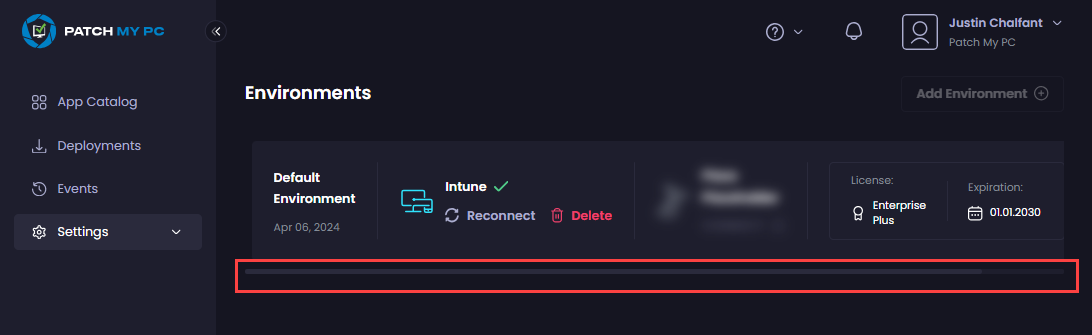 PATCH MY PC
Justin Chalfant
Patch My PC
App Catalog
Deployments
Events
Settings
Environments
Add Environment
Default
Environment
Apr 06, 2024
Intune
Reconnect
Delete
License:
Enterprise
Plus
Expiration:
01.01.2030